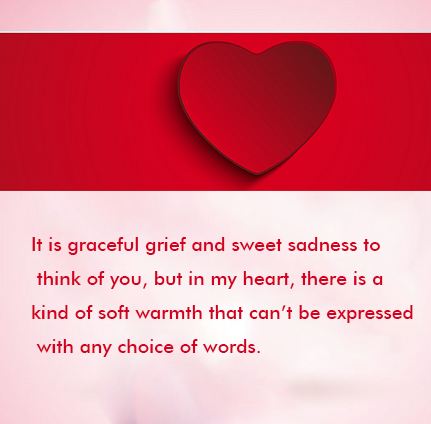 It is graceful grief and sweet sadness to
think of you, but in my heart, there is a
kind of soft warmth that can’t be expressed
with any choice of words.